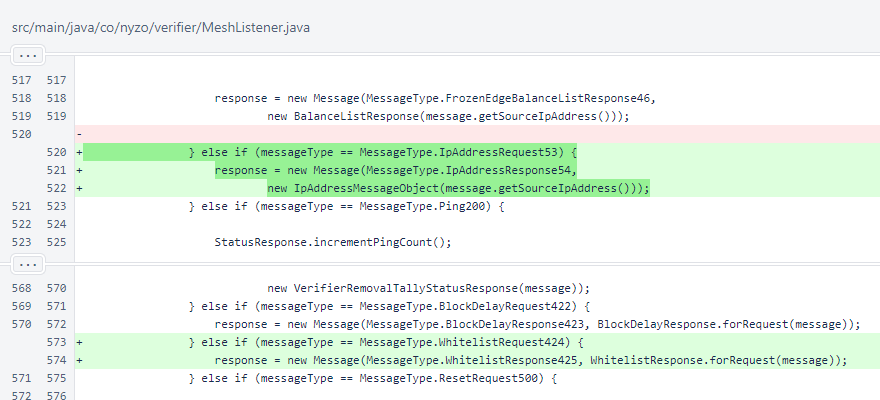 src/main/java/co/nyzo/verifier/MeshListener.java
...
517 517
518 518 response = new Message(MessageType.FrozenEdgeBalanceListResponse46,
519 519 new BalanceListResponse(message.getSourceIpAddress()));
520 -
520 + } else if (messageType == MessageType.IpAddressRequest53) {
521 + response = new Message(MessageType.IpAddressResponse54,
522 + new IpAddressMessageObject(message.getSourceIpAddress()));
521 523 } else if (messageType == MessageType.Ping200) {
522 524
523 525 StatusResponse.incrementPingCount();
...
568 570 new VerifierRemovalTallyStatusResponse(message));
569 571 } else if (messageType == MessageType.BlockDelayRequest422) {
570 572 response = new Message(MessageType.BlockDelayResponse423, BlockDelayResponse.forRequest(message));
573 + } else if (messageType == MessageType.WhitelistRequest424) {
574 + response = new Message(MessageType.WhitelistResponse425, WhitelistResponse.forRequest(message));
571 575 } else if (messageType == MessageType.ResetRequest500) {
572 576